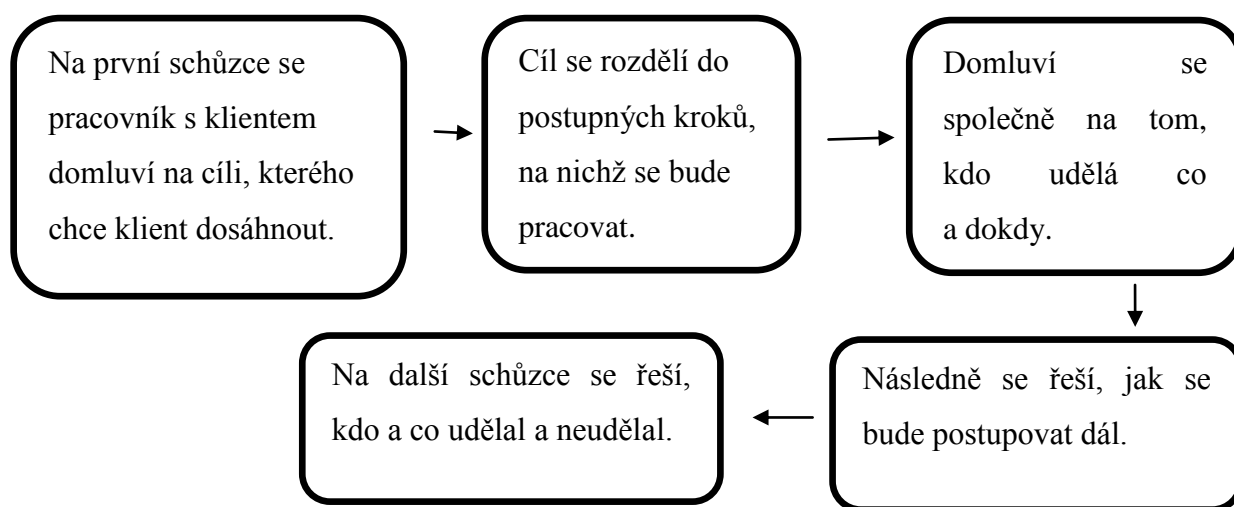 Na první schůzce se
pracovník s klientem
domluví na cíli, kterého
chce klient dosáhnout.
Cíl se rozdělí do
postupných kroků,
na nichž se bude
pracovat.
Domluví se
společně na tom,
kdo udělá co
a dokdy.
Následně se řeší, jak se
bude postupovat dál.
Na další schůzce se řeší,
kdo a co udělal a neudělal.